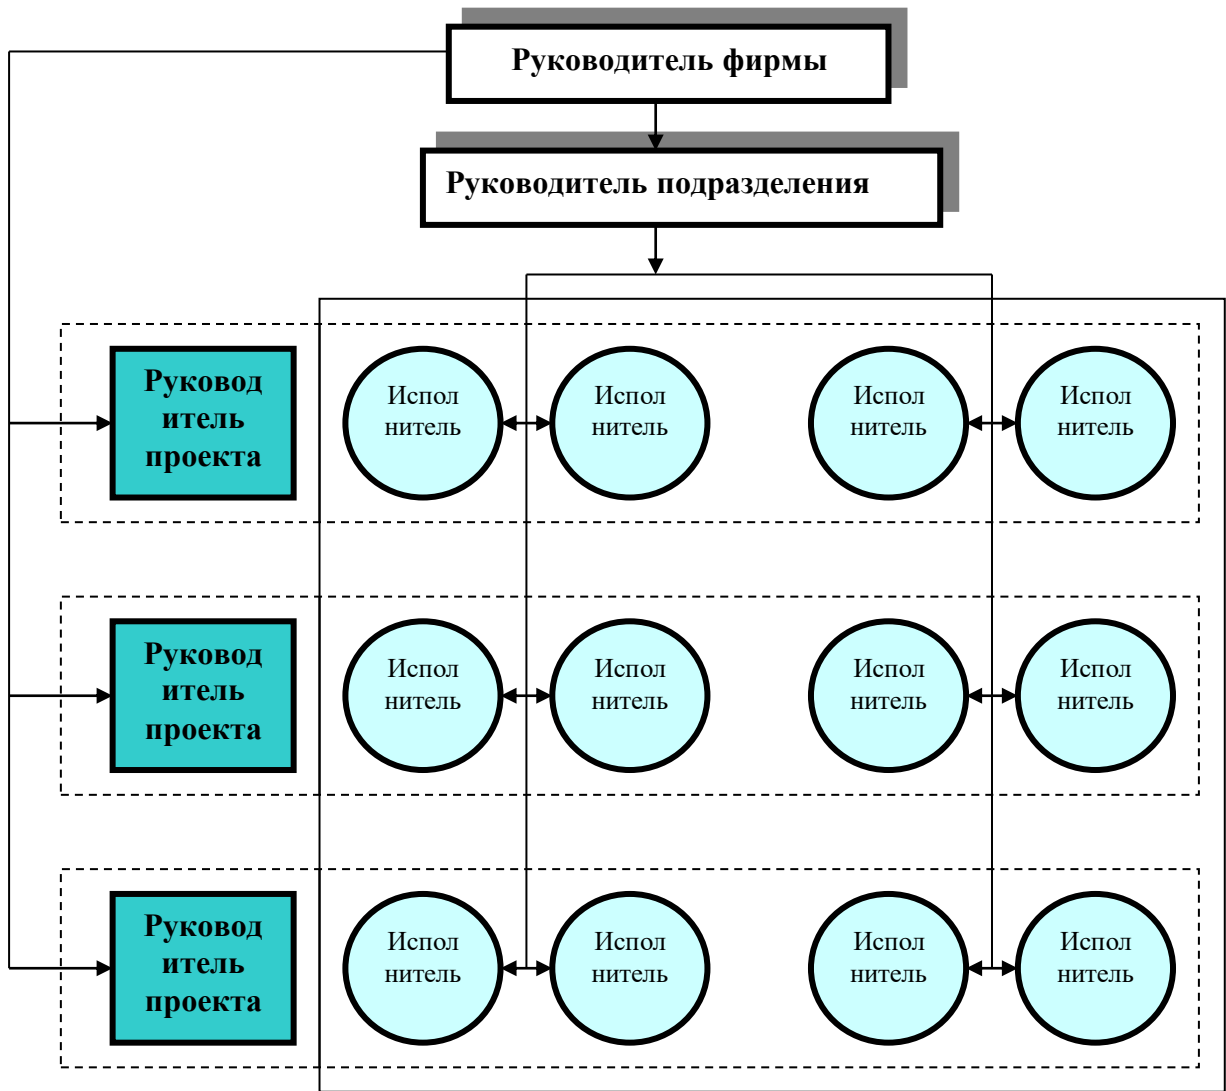 Руководитель фирмы
Руководитель подразделения
Руковод
итель
проекта
Испол
нитель
Испол
нитель
Испол
нитель
Испол
нитель
Руковод
итель
проекта
Испол
нитель
Испол
нитель
Испол
нитель
Испол
нитель
Руковод
итель
проекта
Испол
нитель
Испол
нитель
Испол
нитель
Испол
нитель